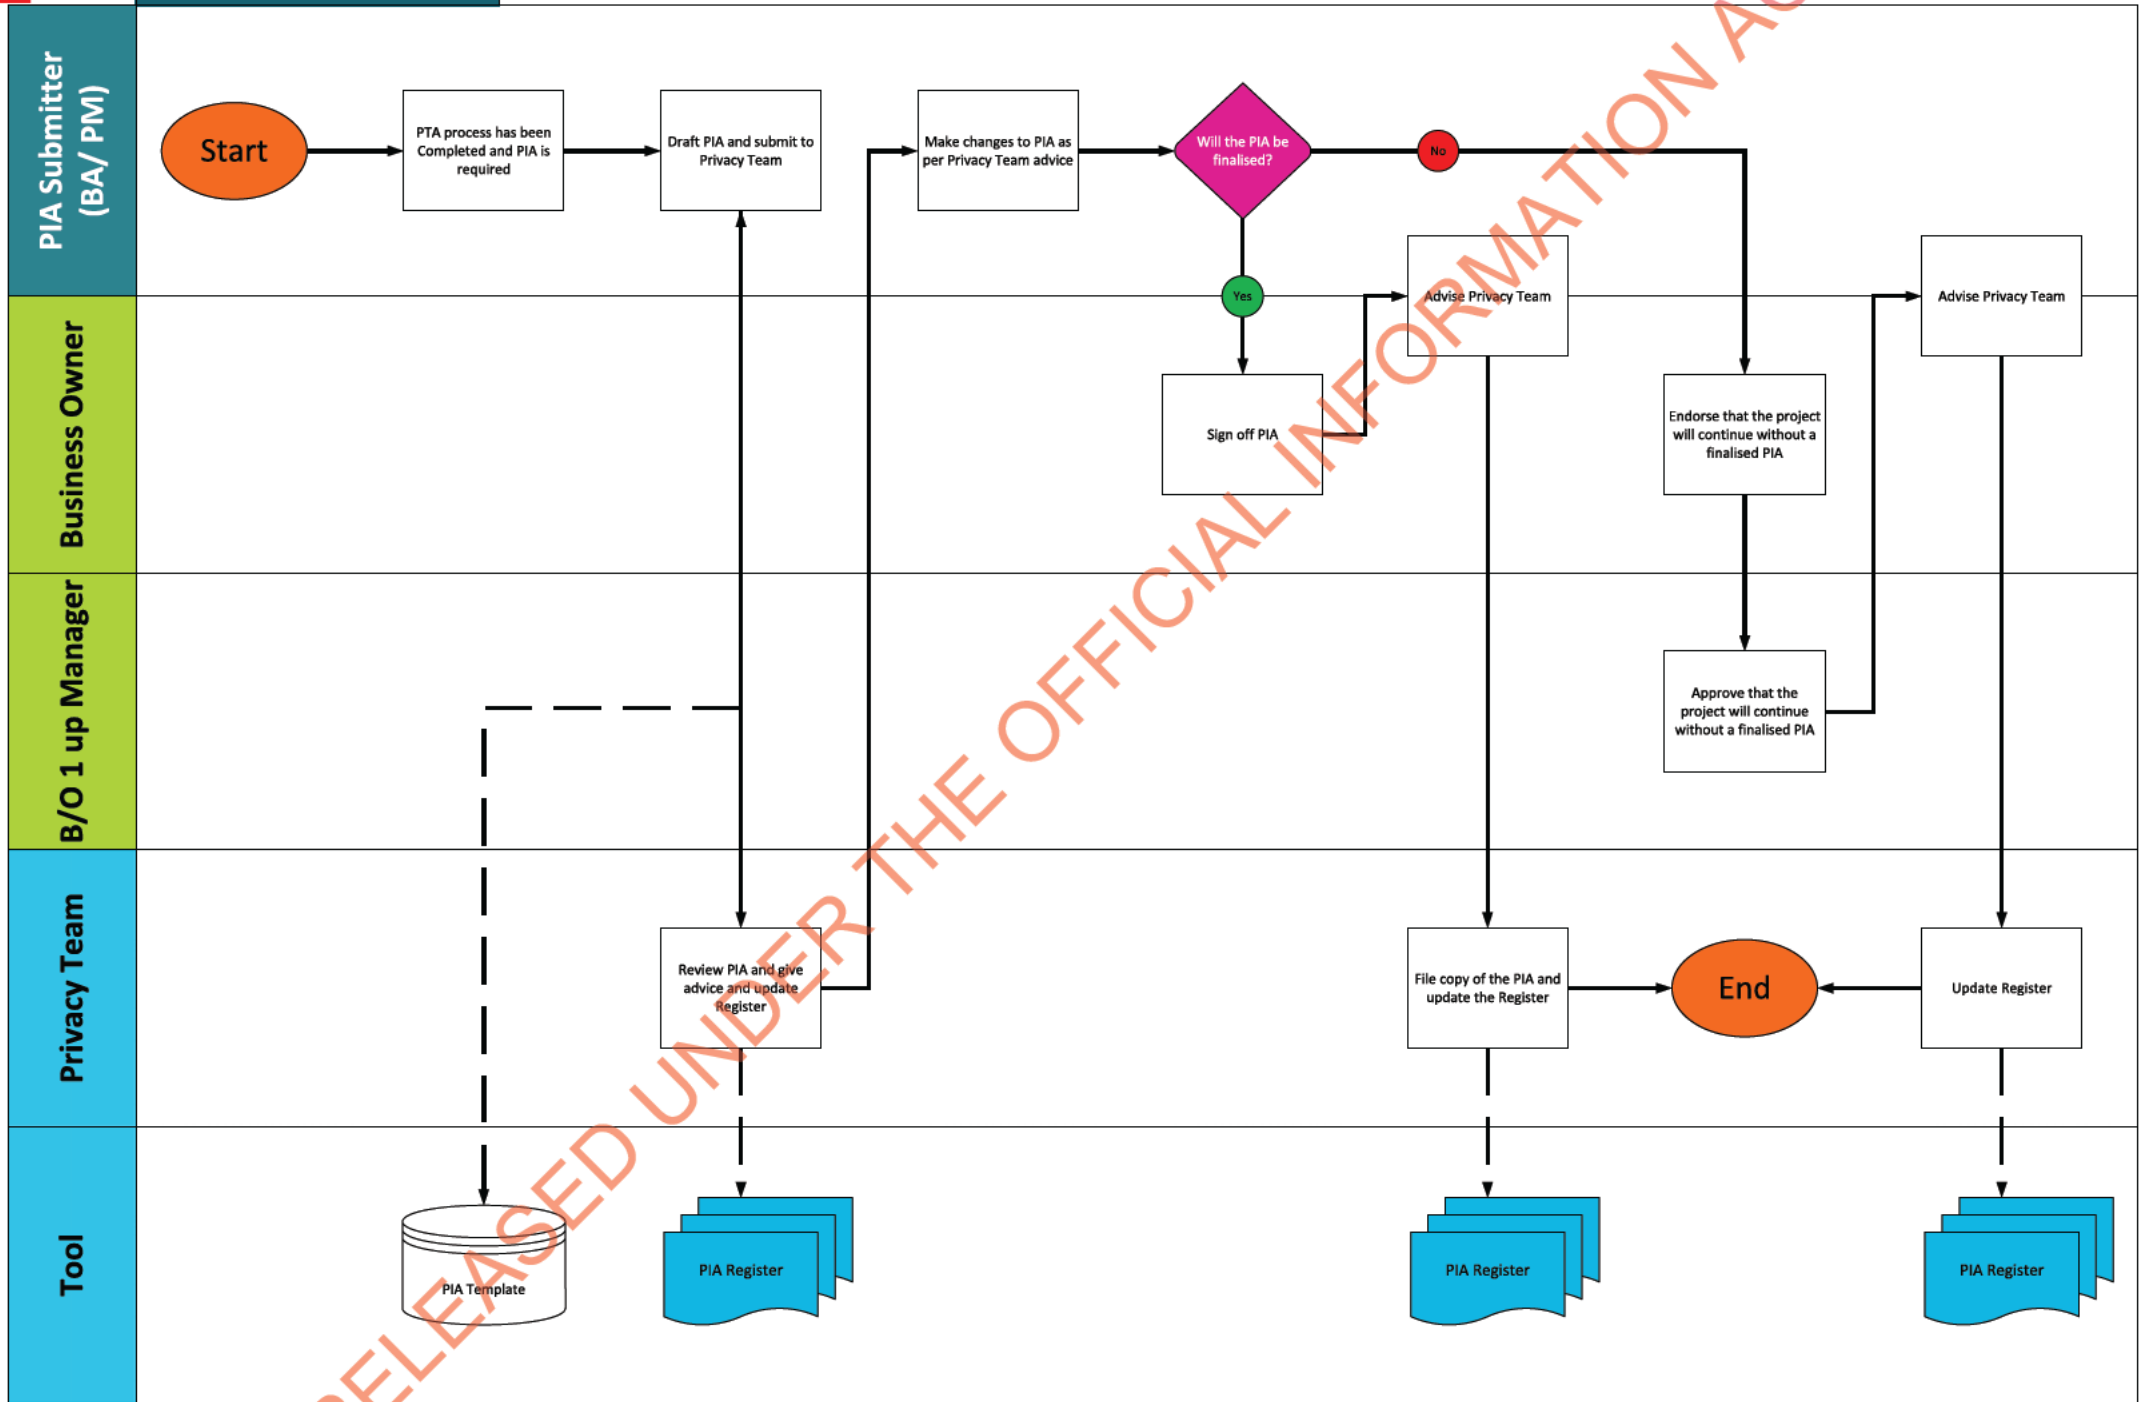 PIA Submitter
(BA/ PM)
Start
PTA process has been
Completed and PIA is
required
Draft PIA and submit to
Privacy Team
Make changes to PIA as
per Privacy Team advice
Will the PIA be
finalised?
No
Yes
Advise Privacy Team
Advise Privacy Team
Business Owner
Sign off PIA
Endorse that the project
will continue without a
finalised PIA
B/O 1 up Manager
Approve that the
project will continue
without a finalised PIA
Privacy Team
Review PIA and give
advice and update
Register
File copy of the PIA and
update the Register
End
Update Register
Tool
PIA Template
PIA Register
PIA Register
PIA Register
RELEASED UNDER THE OFFICIAL INFORMATION